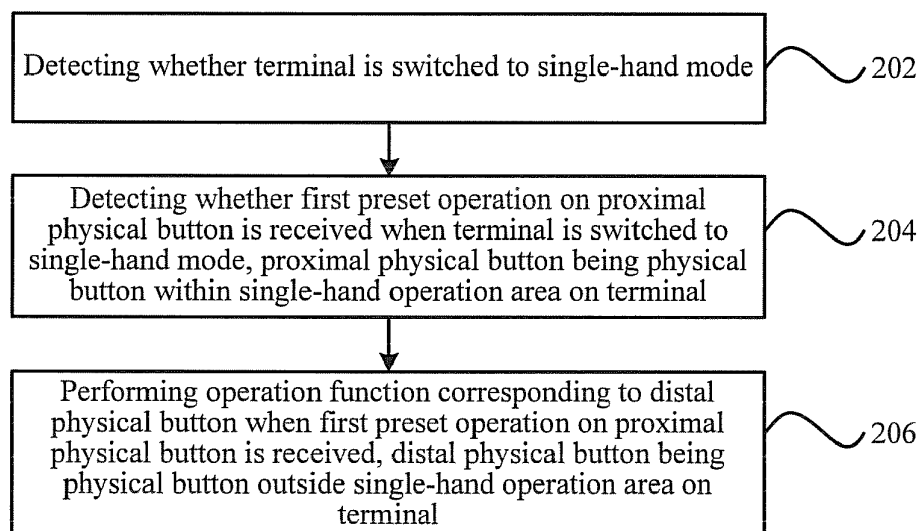 Detecting whether terminal is switched to single-hand mode
202
Detecting whether first preset operation on proximal
physical button is received when terminal is switched to
single-hand mode, proximal physical button being physical
button within single-hand operation area on terminal
204
Performing operation function corresponding to distal
physical button when first preset operation on proximal
physical button is received, distal physical button being
physical button outside single-hand operation area on
terminal
206